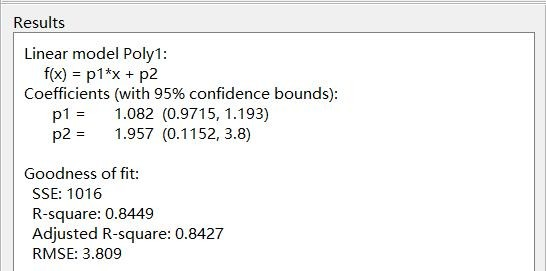 Results
Linear model Poly1:
f(x) = p1*x + p2
Coefficients (with 95% confidence bounds):
p1 = 1.082 (0.9715, 1.193)
p2 = 1.957 (0.1152, 3.8)
Goodness of fit:
SSE: 1016
R-square: 0.8449
Adjusted R-square: 0.8427
RMSE: 3.809